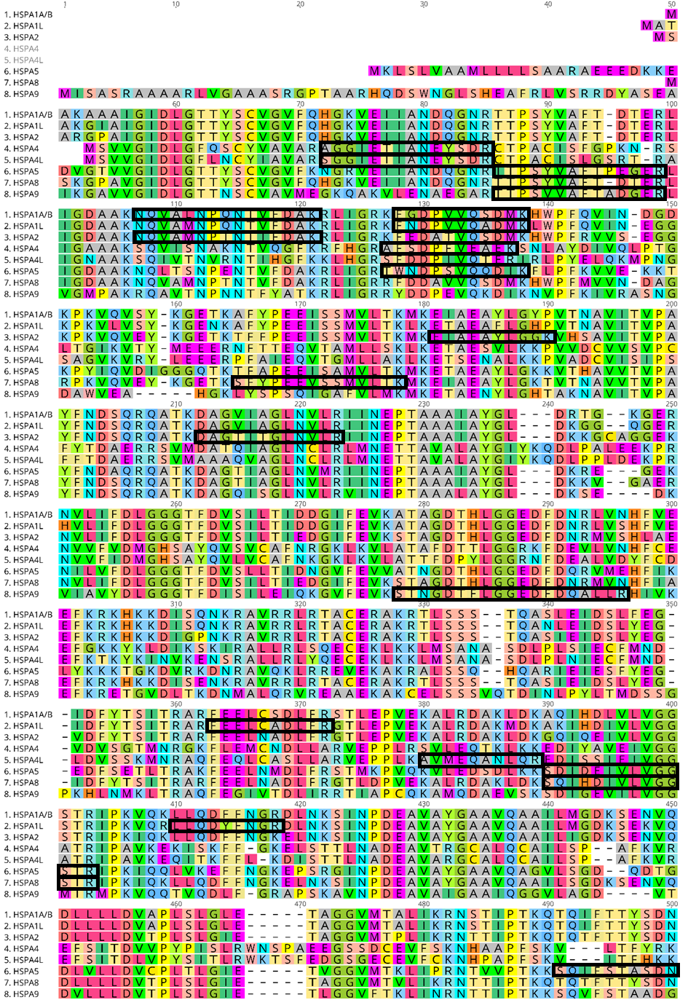 1 10 20 30 40 50
1. HSPA1A/B M
2. HSPA1L MAT
3. HSPA2 MS
4. HSPA4
5. HSPA4L
6. HSPA5 MKLSLVAAMLLLLSAARAEEEDKKE
7. HSPA8 M
8. HSPA9 MISASRAAAARLVGAAASRGPTAARHQDSWNGLSHEAFRLVSRRDYASEA
60 70 80 90 100
1. HSPA1A/B AKAAAIGIDLGTTYSCVGVFQHGKVEIIANDQGNRTTPSYVAFT-DTERL
2. HSPA1L AKGIAIGIDLGTTYSCVGVFQHGKVEIIANDQGNRTTPSYVAFT-DTERL
3. HSPA2 ARGPAIGIDLGTTYSCVGVFQHGKVEIIANDQGNRTTPSYVAFT-DTERL
4. HSPA4 MSVVGIDLGFQSCYVAVARAGGIETIANEYSDRCTPACISFGPKN-RS
5. HSPA4L MSVVGIDLGFLNCYIAVARSGGIETIANEYSDRCTPACISLGSRT-RA
6. HSPA5 DVGTVVGIDLGTTYSCVGVFKNGRVEIIANDQGNRITPSYVAFTPEGERL
7. HSPA8 SKGPAVGIDLGTTYSCVGVFQHGKVEIIANDQGNRTTPSYVAFT-DTERL
8. HSPA9 IKGAVVGIDLGTTNSCVAVMEGKQAKVLENAEGARTTPSVVAFTADGERL
110 120 130 140 150
1. HSPA1A/B IGDAAKNQVALNPQNTVFDAKRLIGRKFGDPVVQSDMKHWPFQVIN-DGD
2. HSPA1L IGDAAKNQVAMNPQNTVFDAKRLIGRKFNDPVVQADMKLWPFQVIN-EGG
3. HSPA2 IGDAAKNQVAMNPTNTIFDAKRLIGRKFEDATVQSDMKHWPFRVVS-EGG
4. HSPA4 IGAAAKSQVISNAKNTVQGFKRFHGRAFSDPFVEAEKSNLAYDIVQLPTG
5. HSPA4L IGNAAKSQIVTNVRNTIHGFKKLHGRSFDDPIVQTERIRLPYELQKMPNG
6. HSPA5 IGDAAKNQLTSNPENTVFDAKRLIGRTWNDPSVQQDIKFLPFKVVE-KKT
7. HSPA8 IGDAAKNQVAMNPTNTVFDAKRLIGRRFDDAVVQSDMKHWPFMVVN-DAG
8. HSPA9 VGMPAKRQAVTNPNNTFYATKRLIGRRYDDPEVQKDIKNVPFKIVRASNG
160 170 180 190 200
1. HSPA1A/B KPKVQVSY-KGETKAFYPEEISSMVLTKMKEIAEAYLGYPVTNAVITVPA
2. HSPA1L KPKVLVSY-KGENKAFYPEEISSMVLTKLKETAEAFLGHPVTNAVITVPA
3. HSPA2 KPKVQVEY-KGETKTFFPEEISSMVLTKMKEIAEAYLGGKVHSAVITVPA
4. HSPA4 LTGIKVTY-MEEERNFTTEQVTAMLLSKLKETAESVLKKPVVDCVVSVPC
5. HSPA4L SAGVKVRY-LEEERPFAIEQVTGMLLAKLKETSENALKKPVADCVISIPS
6. HSPA5 KPYIQVDIGGGQTKTFAPEEISAMVLTKMKETAEAYLGKKVTHAVVTVPA
7. HSPA8 RPKVQVEY-KGETKSFYPEEVSSMVLTKMKEIAEAYLGKTVTNAVVTVPA
8. HSPA9 DAWVEA-----HGKLYSPSQIGAFVLMKMKETAENYLGHTAKNAVITVPA
210 220 230 240 250
1. HSPA1A/B YFNDSQRQATKDAGVIAGLNVLRIINEPTAAAIAYGL---DRTG--KGER
2. HSPA1L YFNDSQRQATKDAGVIAGLNVLRIINEPTAAAIAYGL---DKGG--QGER
3. HSPA2 YFNDSQRQATKDAGTITGLNVLRIINEPTAAAIAYGL---DKKGCAGGEK
4. HSPA4 FYTDAERRSVMDATQIAGLNCLRLMNETTAVALAYGIYKQDLPALEEKPR
5. HSPA4L FFTDAERRSVMAAAQVAGLNCLRLMNETTAVALAYGIYKQDLPPLDEKPR
6. HSPA5 YFNDAQRQATKDAGTIAGLNVMRIINEPTAAAIAYGL---DKRE---GEK
7. HSPA8 YFNDSQRQATKDAGTIAGLNVLRIINEPTAAAIAYGL---DKKV--GAER
8. HSPA9 YFNDSQRQATKDAGQISGLNVLRVINEPTAAALAYGL---DKSE----DK
260 270 280 290 300
1. HSPA1A/B NVLIFDLGGGTFDVSILTIDDGIFEVKATAGDTHLGGEDFDNRLVNHFVE
2. HSPA1L HVLIFDLGGGTFDVSILTIDDGIFEVKATAGDTHLGGEDFDNRLVSHFVE
3. HSPA2 NVLIFDLGGGTFDVSILTIEDGIFEVKSTAGDTHLGGEDFDNRMVSHLAE
4. HSPA4 NVVFVDMGHSAYQVSVCAFNRGKLKVLATAFDTTLGGRKFDEVLVNHFCE
5. HSPA4L NVVFIDMGHSAYQVLVCAFNKGKLKVLATTFDPYLGGRNFDEALVDYFCD
6. HSPA5 NILVFDLGGGTFDVSLLTIDNGVFEVVATNGDTHLGGEDFDQRVMEHFIK
7. HSPA8 NVLIFDLGGGTFDVSILTIEDGIFEVKSTAGDTHLGGEDFDNRMVNHFIA
8. HSPA9 VIAVYDLGGGTFDISILEIQKGVFEVKSTNGDTFLGGEDFDQALLRHIVK
310 320 330 340 350
1. HSPA1A/B EFKRKHKKDISQNKRAVRRLRTACERAKRTLSSS--TQASLEIDSLFEG-
2. HSPA1L EFKRKHKKDISQNKRAVRRLRTACERAKRTLSSS--TQANLEIDSLYEG-
3. HSPA2 EFKRKHKKDIGPNKRAVRRLRTACERAKRTLSSS--TQASIEIDSLYEG-
4. HSPA4 EFGKKYKLDIKSKIRALLRLSQECEKLKKLMSANA-SDLPLSIECFMND-
5. HSPA4L EFKTKYKINVKENSRALLRLYQECEKLKKLMSANA-SDLPLNIECFMND-
6. HSPA5 LYKKKTGKDVRKDNRAVQKLRREVEKAKRALSSQ--HQARIEIESFYEG-
7. HSPA8 EFKRKHKKDISENKRAVRRLRTACERAKRTLSSS--TQASIEIDSLYEG-
8. HSPA9 EFKRETGVDLTKDNMALQRVREAAEKAKCELSSSVQTDINLPYLTMDSSG
360 370 380 390 400
1. HSPA1A/B -IDFYTSITRARFEELCSDLFRSTLEPVEKALRDAKLDKAQIHDLVLVGG
2. HSPA1L -IDFYTSITRARFEELCADLFRGTLEPVEKALRDAKMDKAKIHDIVLVGG
3. HSPA2 -VDFYTSITRARFEELNADLFRGTLEPVEKALRDAKLDKGQIQEIVLVGG
4. HSPA4 -VDVSGTMNRGKFLEMCNDLLARVEPPLRSVLEQTKLKKEDIYAVEIVGG
5. HSPA4L -LDVSSKMNRAQFEQLCASLLARVEPPLKAVMEQANLQREDISSIEIVGG
6. HSPA5 -EDFSETLTRAKFEELNMDLFRSTMKPVQKVLEDSDLKKSDIDEIVLVGG
7. HSPA8 -IDFYTSITRARFEELNADLFRGTLDPVEKALRDAKLDKSQIHDIVLVGG
8. HSPA9 PKHLNMKLTRAQFEGIVTDLIRRTIAPCQKAMQDAEVSKSDIGEVILVGG
410 420 430 440 450
1. HSPA1A/B STRIPKVQKLLQDFFNGRDLNKSINPDEAVAYGAAVQAAILMGDKSENVQ
2. HSPA1L STRIPKVQRLLQDYFNGRDLNKSINPDEAVAYGAAVQAAILMGDKSEKVQ
3. HSPA2 STRIPKIQKLLQDFFNGKELNKSINPDEAVAYGAAVQAAILIGDKSENVQ
4. HSPA4 ATRIPAVKEKISKFF-GKELSTTLNADEAVTRGCALQCAILSP--AFKVR
5. HSPA4L ATRIPAVKEQITKFFL-KDISTTLNADEAVARGCALQCAILSP--AFKVR
6. HSPA5 STRIPKIQQLVKEFFNGKEPSRGINPDEAVAYGAAVQAGVLSGD--QDTG
7. HSPA8 STRIPKIQKLLQDFFNGKELNKSINPDEAVAYGAAVQAAILSGDKSENVQ
8. HSPA9 MTRMPKVQQTVQDLF-GRAPSKAVNPDEAVAIGAAIQGGVLAGD----VT
460 470 480 490 500
1. HSPA1A/B DLLLLDVAPLSLGLE-----TAGGVMTALIKRNSTIPTKQTQIFTTYSDN
2. HSPA1L DLLLLDVAPLSLGLE-----TAGGVMTALIKRNSTIPTKQTQIFTTYSDN
3. HSPA2 DLLLLDVTPLSLGIE-----TAGGVMTPLIKRNTTIPTKQTQTFTTYSDN
4. HSPA4 EFSITDVVPYPISLRWNSPAEEGSSDCEVFSKNHAAPFSKV---LTFYRK
5. HSPA4L EFSITDLVPYSITLRWKTSFEDGSGECEVFCKNHPAPFSKV---ITFHKK
6. HSPA5 DLVLLDVCPLTLGIE-----TVGGVMTKLIPRNTVVPTKKSQIFSTASDN
7. HSPA8 DLLLLDVTPLSLGIE-----TAGGVMTVLIKRNTTIPTKQTQTFTTYSDN
8. HSPA9 DVLLLDVTPLSLGIE-----TLGGVFTKLINRNTTIPTKKSQVFSTAADG